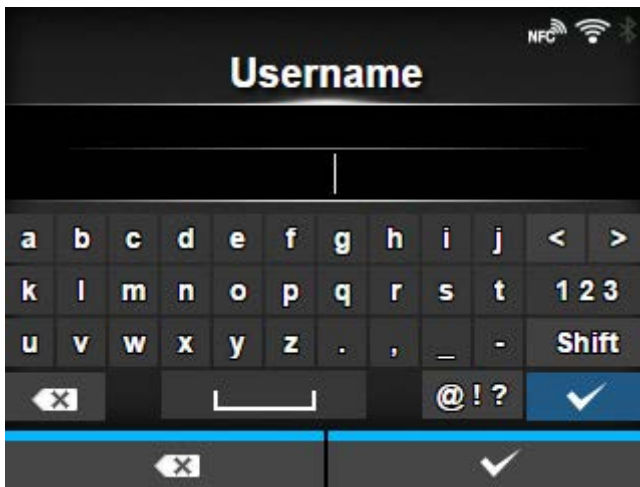 NFC
Username
a b c d e f g h i j < >
k l m n o p q r s t 1 2 3
u v w x y z . , _ - Shift
@ ! ?